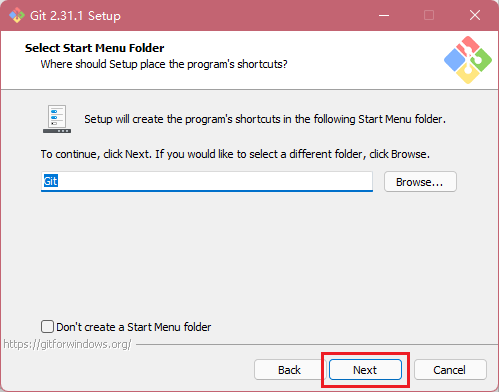 Git 2.31.1 Setup
Select Start Menu Folder
Where should Setup place the program's shortcuts?
Setup will create the program's shortcuts in the following Start Menu folder.
To continue, click Next. If you would like to select a different folder, click Browse.
Git
Browse...
Don't create a Start Menu folder
https://gitforwindows.org/
Back
Next
Cancel